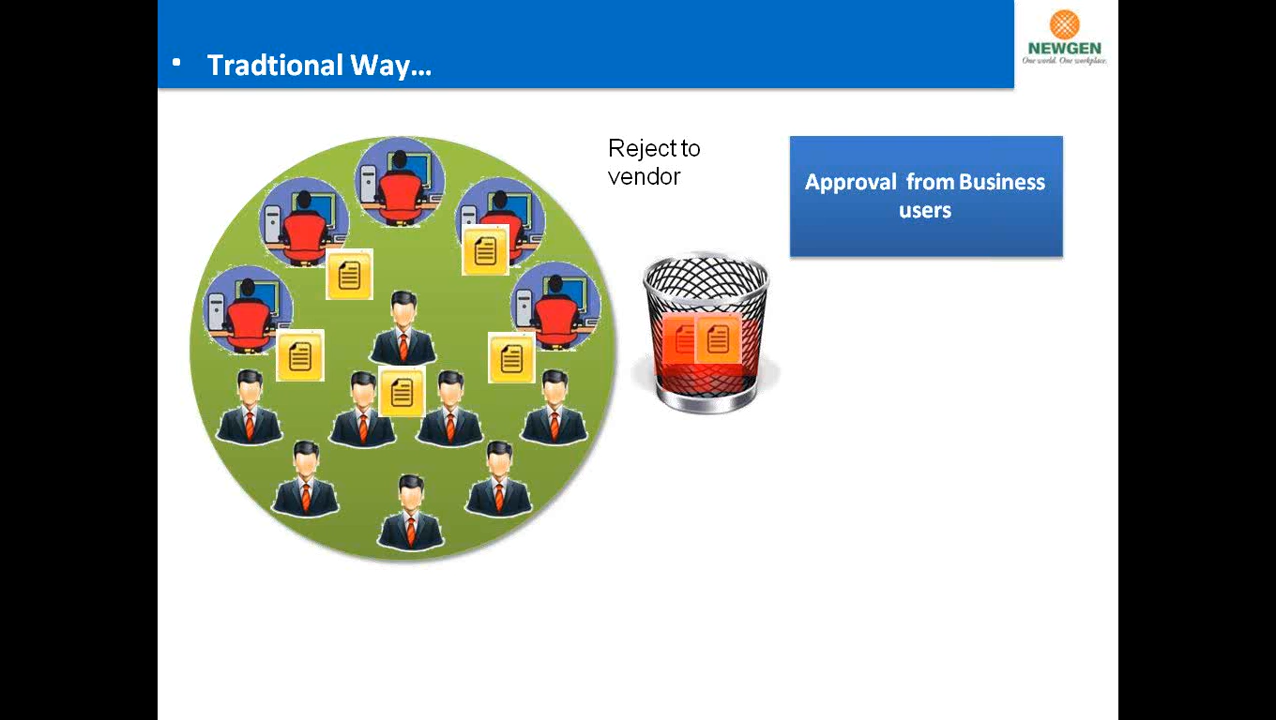 • Tradtional Way...
NEWGEN
One world. One workplace.
Reject to
vendor
Approval from Business
users